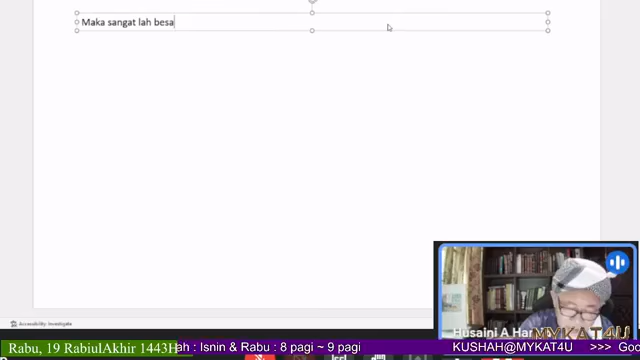 Maka sangat lah besa
Accessibility: Investigate
Husaini A Har
MYKAT4U
Rabu, 19 RabiulAkhir 1443H
ah : Isnin & Rabu : 8 pagi ~ 9 pagi
KUSHAH@MYKAT4U >>> Goo